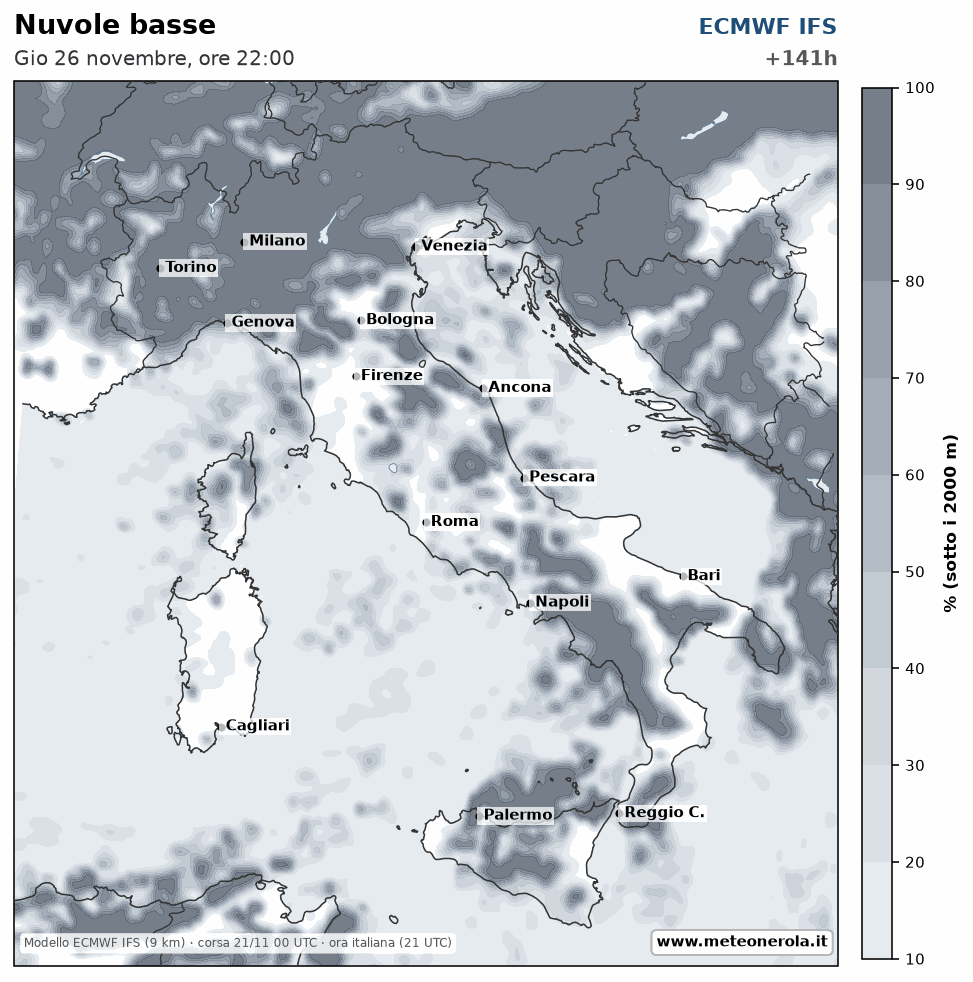 Nuvole basse
ECMWF IFS
Gio 26 novembre, ore 22:00
+141h
100
90
80
70
60
50
40
30
20
10
% (sotto i 2000 m)
Milano
Venezia
Torino
Genova
Bologna
Firenze
Ancona
Pescara
Roma
Bari
Napoli
Cagliari
Palermo
Reggio C.
Modello ECMWF IFS (9 km) · corsa 21/11 00 UTC · ora italiana (21 UTC)
www.meteonerola.it